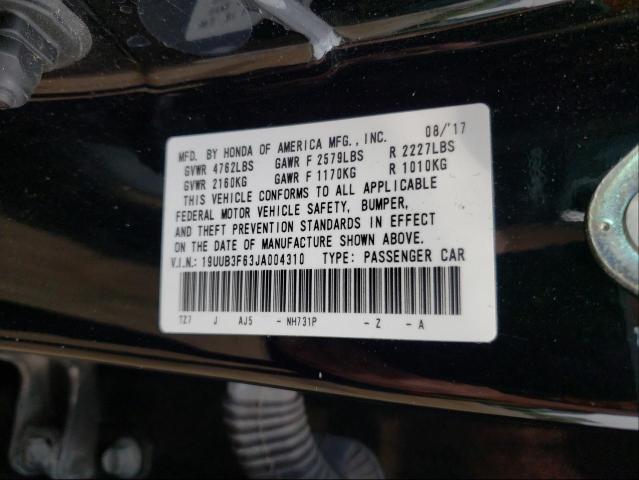 MFD. BY HONDA OF AMERICA MFG., INC. 08/'17
GVWR 4762LBS GAWR F 2579LBS R 2227LBS
GVWR 2160KG GAWR F 1170KG R 1010KG
THIS VEHICLE CONFORMS TO ALL APPLICABLE
FEDERAL MOTOR VEHICLE SAFETY, BUMPER,
AND THEFT PREVENTION STANDARDS IN EFFECT
ON THE DATE OF MANUFACTURE SHOWN ABOVE.
V.I.N.: 19UUB3F63JA004310 TYPE: PASSENGER CAR
TZ7 J AJ5 - NH731P - Z - A